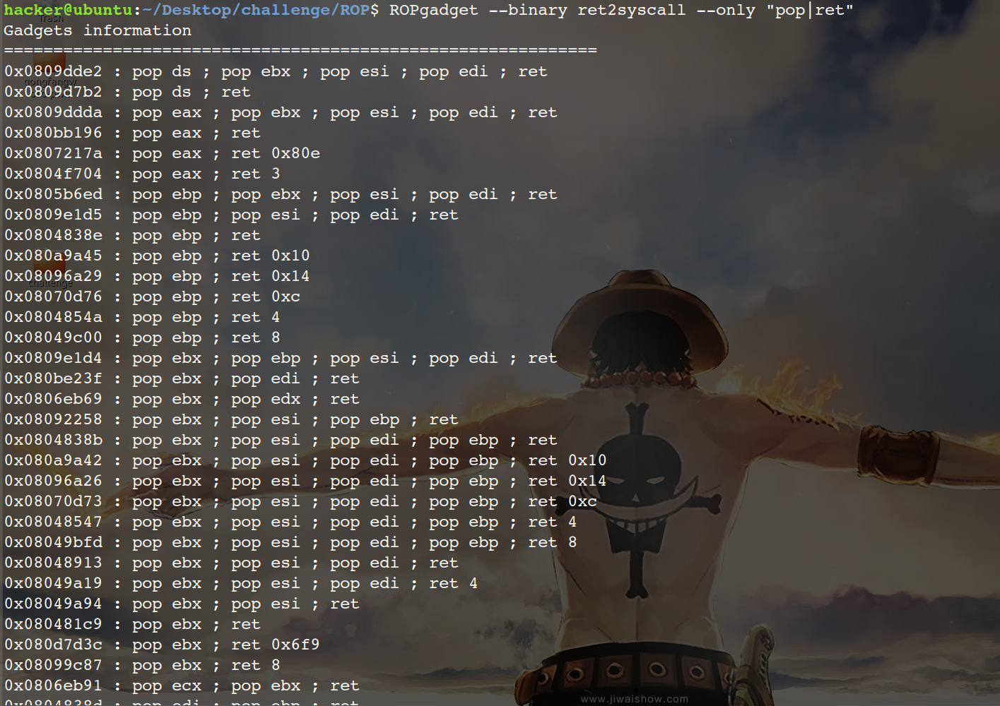 hacker@ubuntu:~/Desktop/challenge/ROP$ ROPgadget --binary ret2syscall --only "pop|ret"
Trash
Gadgets information
============================================================
0x0809dde2 : pop ds ; pop ebx ; pop esi ; pop edi ; ret
gongfangw
0x0809d7b2 : pop ds ; ret
0x0809ddda : pop eax ; pop ebx ; pop esi ; pop edi ; ret
0x080bb196 : pop eax ; ret
0x0807217a : pop eax ; ret 0x80e
0x0804f704 : pop eax ; ret 3
0x0805b6ed : pop ebp ; pop ebx ; pop esi ; pop edi ; ret
0x0809e1d5 : pop ebp ; pop esi ; pop edi ; ret
0x0804838e : pop ebp ; ret
0x080a9a45 : pop ebp ; ret 0x10
0x08096a29 : pop ebp ; ret 0x14
challenge
0x08070d76 : pop ebp ; ret 0xc
0x0804854a : pop ebp ; ret 4
0x08049c00 : pop ebp ; ret 8
0x0809e1d4 : pop ebx ; pop ebp ; pop esi ; pop edi ; ret
0x080be23f : pop ebx ; pop edi ; ret
0x0806eb69 : pop ebx ; pop edx ; ret
0x08092258 : pop ebx ; pop esi ; pop ebp ; ret
0x0804838b : pop ebx ; pop esi ; pop edi ; pop ebp ; ret
0x080a9a42 : pop ebx ; pop esi ; pop edi ; pop ebp ; ret 0x10
0x08096a26 : pop ebx ; pop esi ; pop edi ; pop ebp ; ret 0x14
0x08070d73 : pop ebx ; pop esi ; pop edi ; pop ebp ; ret 0xc
0x08048547 : pop ebx ; pop esi ; pop edi ; pop ebp ; ret 4
0x08049bfd : pop ebx ; pop esi ; pop edi ; pop ebp ; ret 8
0x08048913 : pop ebx ; pop esi ; pop edi ; ret
0x08049a19 : pop ebx ; pop esi ; pop edi ; ret 4
0x08049a94 : pop ebx ; pop esi ; ret
0x080481c9 : pop ebx ; ret
0x080d7d3c : pop ebx ; ret 0x6f9
0x08099c87 : pop ebx ; ret 8
0x0806eb91 : pop ecx ; pop ebx ; ret
0x0804838d : pop edi ; pop ebp ; ret
www.jiwaishow.com